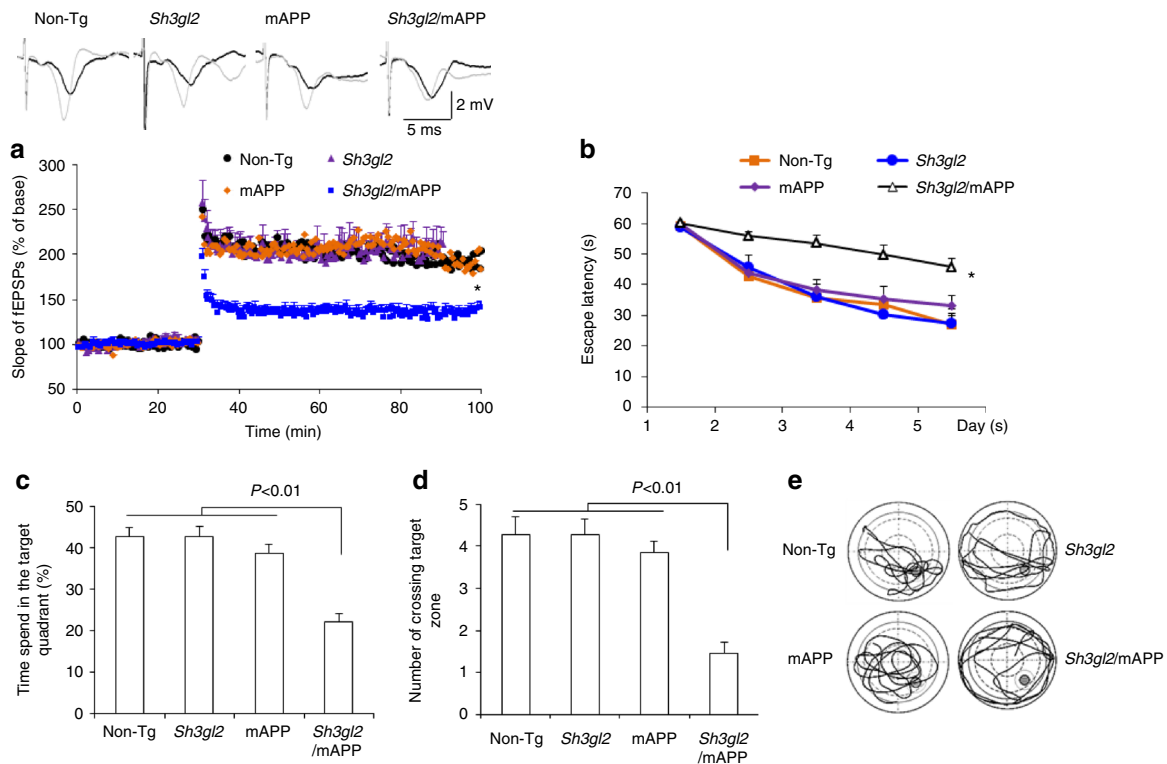 Non-Tg Sh3gl2 mAPP Sh3gl2/mAPP
2 mV
5 ms
a
Non-Tg Sh3gl2
mAPP Sh3gl2/mAPP
Slope of fEPSPs (% of base)
300
250
200
150
100
50
*
0 20 40 60 80 100
Time (min)
b
Non-Tg Sh3gl2
mAPP Sh3gl2/mAPP
Escape latency (s)
70
60
50
40
30
20
10
0
*
1 2 3 4 5 Day (s)
c
P<0.01
Time spend in the target
quadrant (%)
50
40
30
20
10
0
Non-Tg Sh3gl2 mAPP Sh3gl2
/mAPP
d
P<0.01
Number of crossing target
zone
5
4
3
2
1
0
Non-Tg Sh3gl2 mAPP Sh3gl2
/mAPP
e
Non-Tg Sh3gl2
mAPP Sh3gl2/mAPP